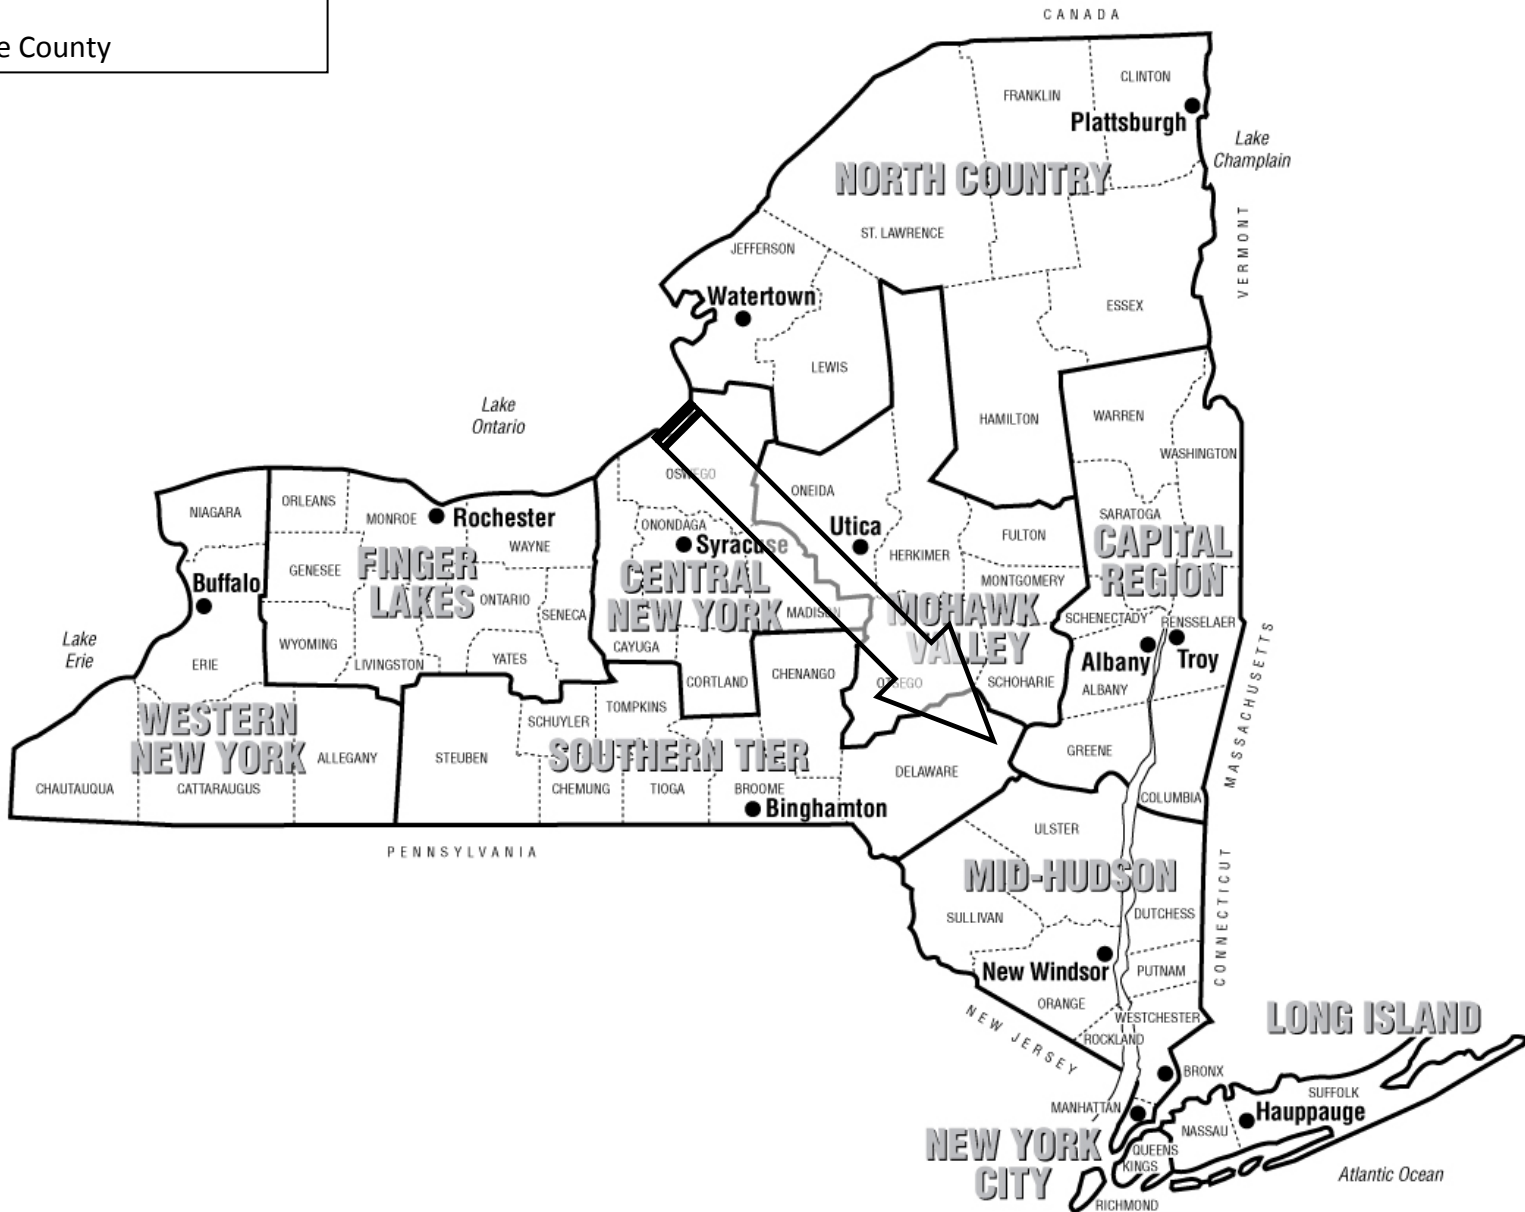 e County
CANADA
CLINTON
FRANKLIN
Plattsburgh
Lake
Champlain
NORTH COUNTRY
VERMONT
ST. LAWRENCE
JEFFERSON
Watertown
ESSEX
LEWIS
Lake
Ontario
HAMILTON
WARREN
WASHINGTON
OSWEGO
ONEIDA
NIAGARA
ORLEANS
MONROE
Rochester
ONONDAGA
Utica
SARATOGA
FULTON
WAYNE
Syracuse
HERKIMER
CAPITAL
REGION
GENESEE
FINGER
LAKES
CENTRAL
NEW YORK
MONTGOMERY
Buffalo
ONTARIO
SENECA
MADISON
MOHAWK
VALLEY
SCHENECTADY
RENSSELAER
Lake
Erie
WYOMING
CAYUGA
ERIE
LIVINGSTON
YATES
Albany
Troy
MASSACHUSETTS
CORTLAND
CHENANGO
OTSEGO
SCHOHARIE
ALBANY
WESTERN
NEW YORK
SCHUYLER
TOMPKINS
ALLEGANY
STEUBEN
SOUTHERN TIER
GREENE
DELAWARE
CHAUTAUQUA
CATTARAUGUS
CHEMUNG
TIOGA
BROOME
COLUMBIA
Binghamton
ULSTER
PENNSYLVANIA
MID-HUDSON
CONNECTICUT
SULLIVAN
DUTCHESS
New Windsor
PUTNAM
ORANGE
WESTCHESTER
LONG ISLAND
NEW JERSEY
ROCKLAND
BRONX
SUFFOLK
MANHATTAN
Hauppauge
NASSAU
NEW YORK
CITY
QUEENS
KINGS
Atlantic Ocean
RICHMOND